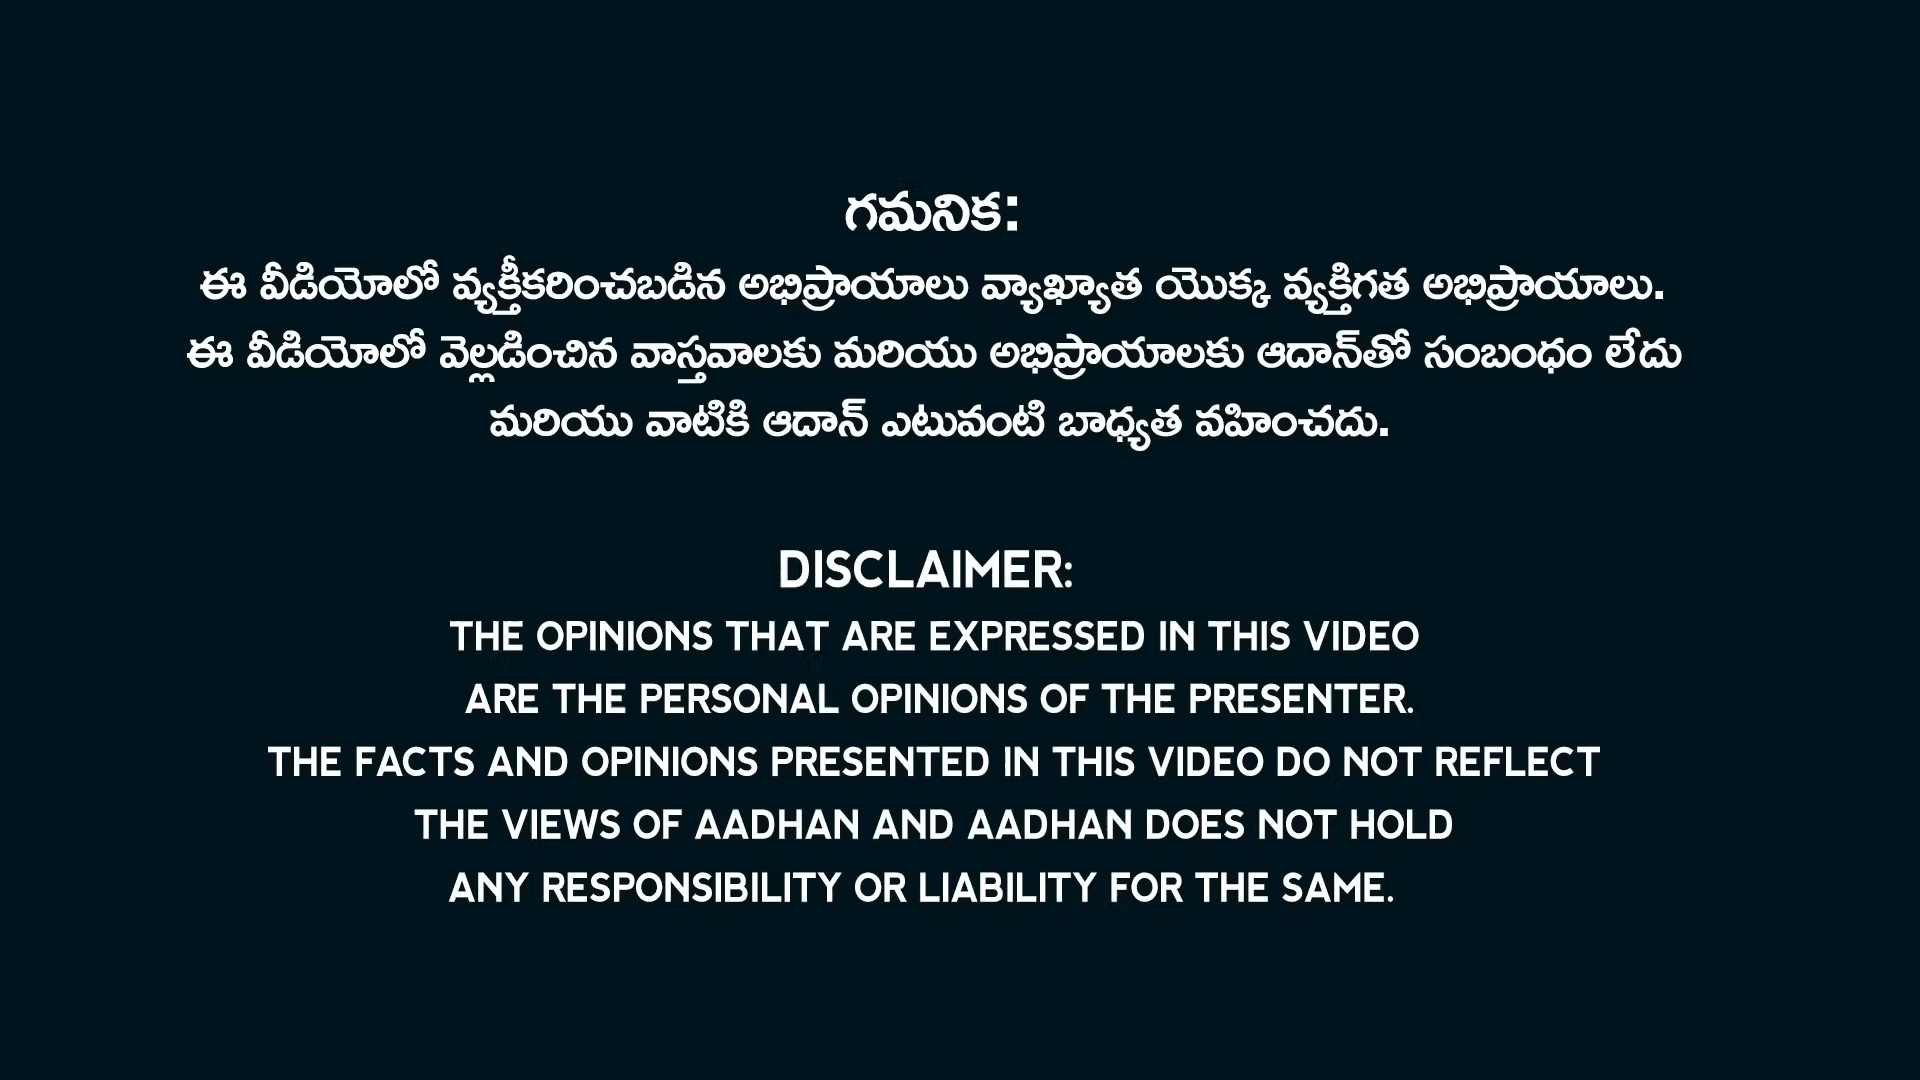 గమనిక:
ఈ వీడియోలో వ్యక్తీకరించబడిన అభిప్రాయాలు వ్యాఖ్యాత యొక్క వ్యక్తిగత అభిప్రాయాలు.
ఈ వీడియోలో వెల్లడించిన వాస్తవాలకు మరియు అభిప్రాయాలకు ఆదాన్‌తో సంబంధం లేదు
మరియు వాటికి ఆదాన్ ఎటువంటి బాధ్యత వహించదు.
DISCLAIMER:
THE OPINIONS THAT ARE EXPRESSED IN THIS VIDEO
ARE THE PERSONAL OPINIONS OF THE PRESENTER.
THE FACTS AND OPINIONS PRESENTED IN THIS VIDEO DO NOT REFLECT
THE VIEWS OF AADHAN AND AADHAN DOES NOT HOLD
ANY RESPONSIBILITY OR LIABILITY FOR THE SAME.